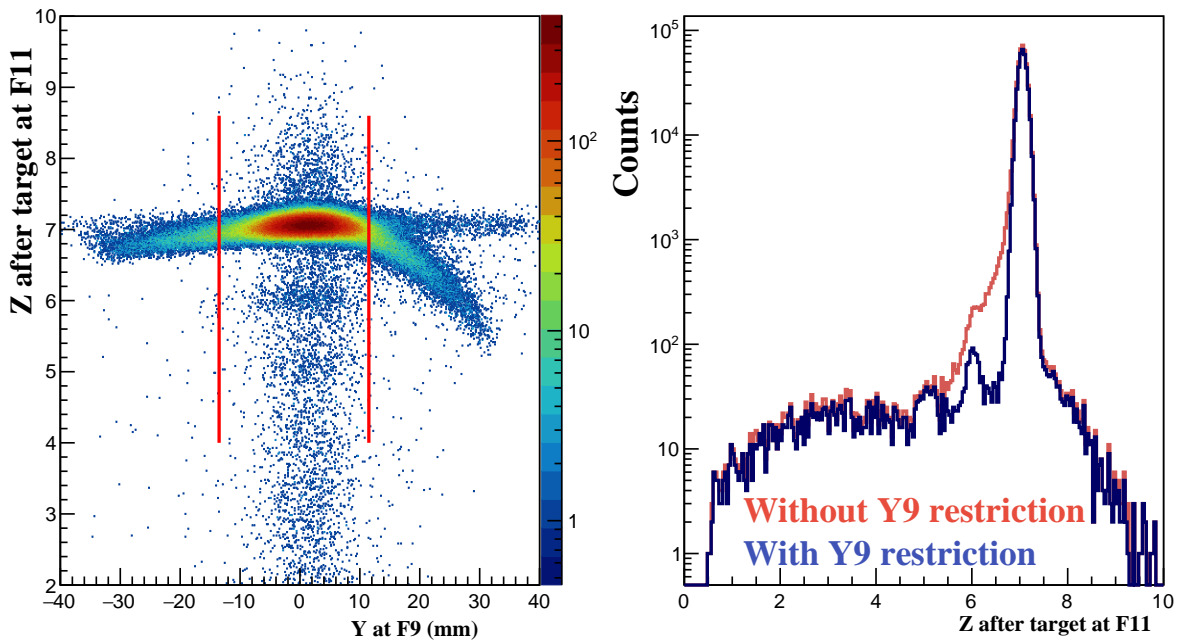 10
9
8
7
6
5
4
3
2
Z after target at F11
−40 −30 −20 −10 0 10 20 30 40
Y at F9 (mm)
10²
10
1
10⁵
10⁴
10³
10²
10
1
Counts
Without Y9 restriction
With Y9 restriction
0 2 4 6 8 10
Z after target at F11